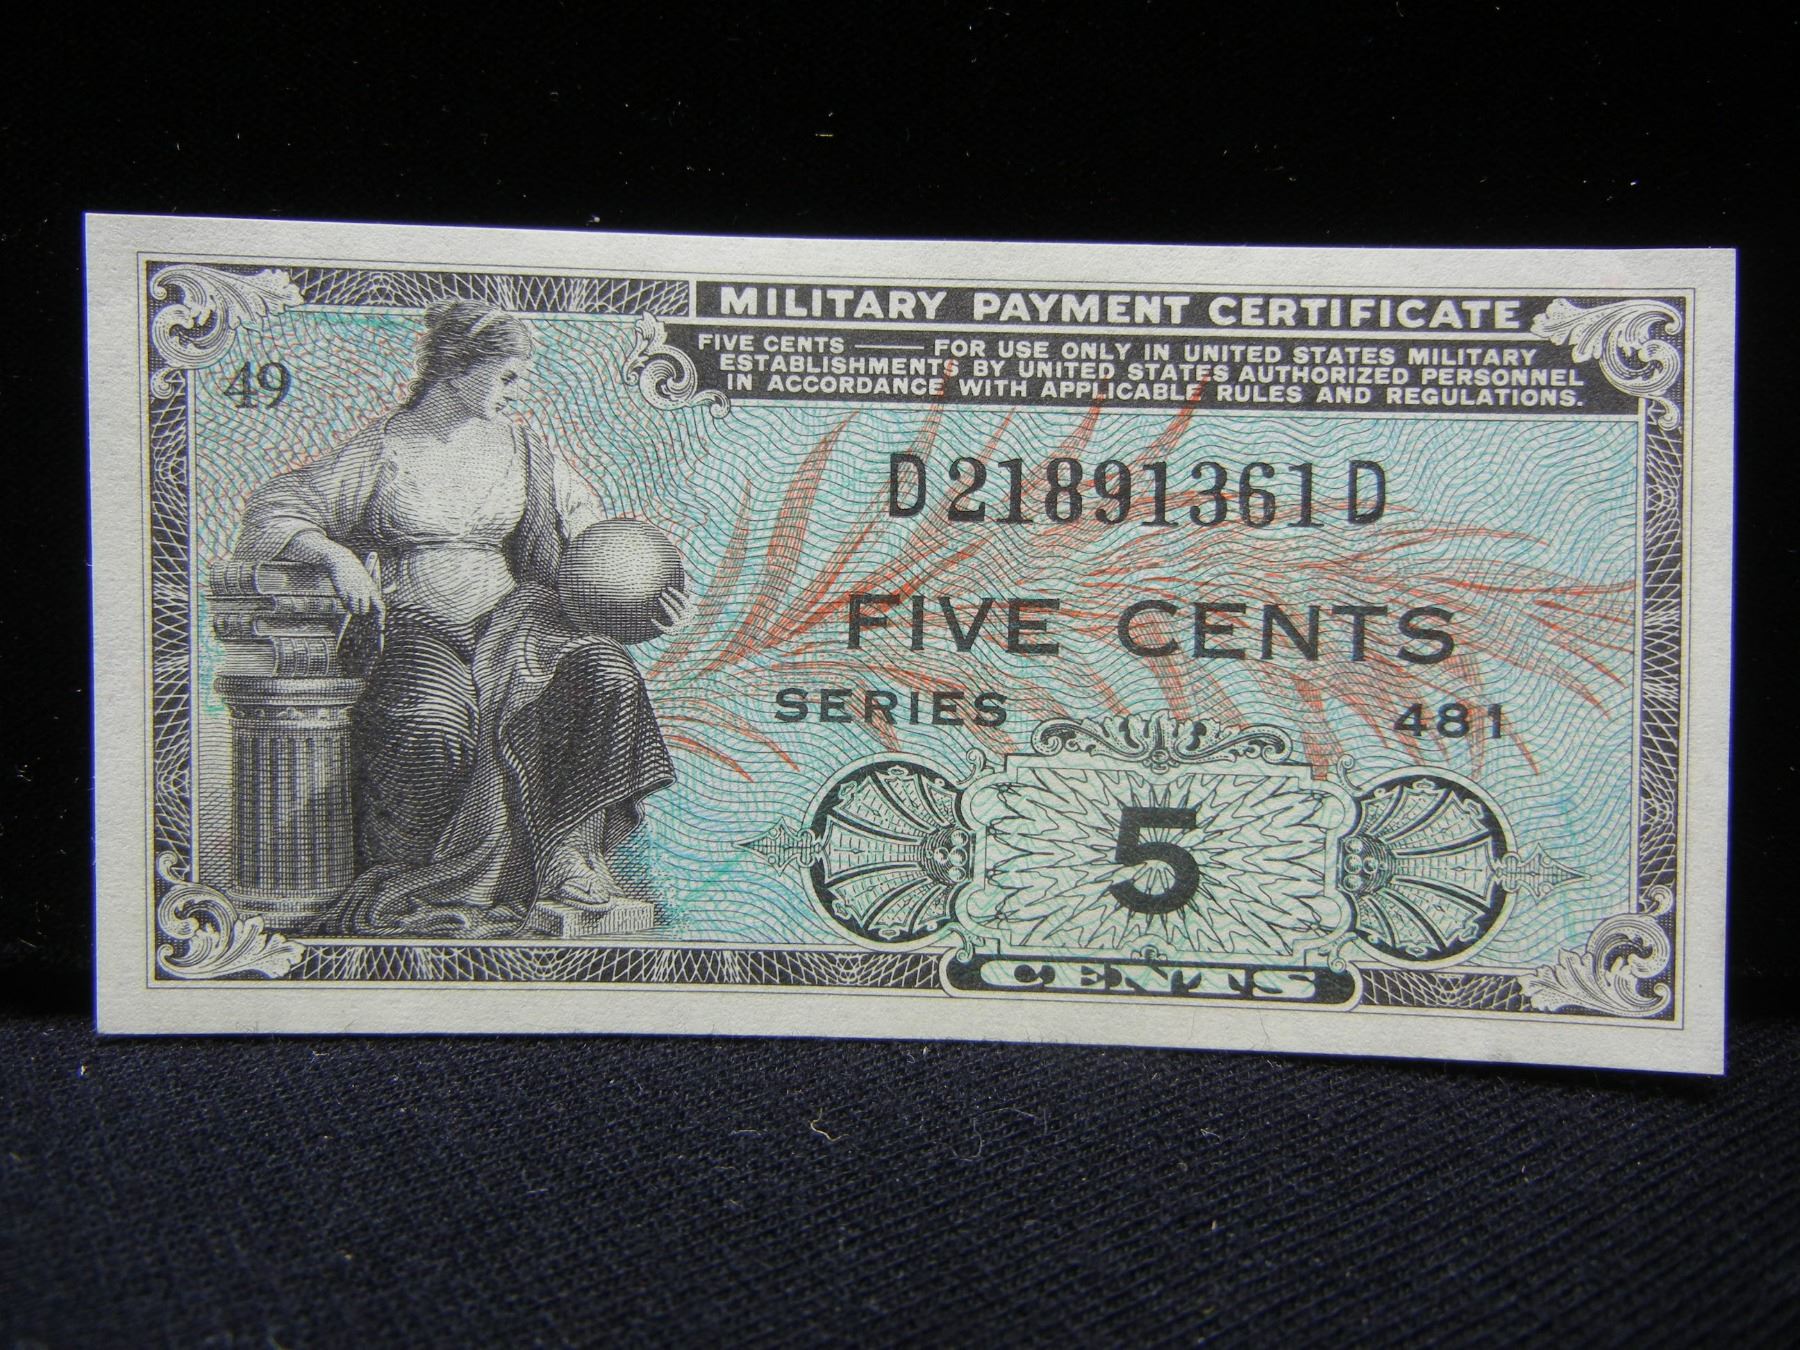 MILITARY PAYMENT CERTIFICATE
FIVE CENTS — FOR USE ONLY IN UNITED STATES MILITARY
ESTABLISHMENTS BY UNITED STATES AUTHORIZED PERSONNEL
IN ACCORDANCE WITH APPLICABLE RULES AND REGULATIONS.
49
D21891361D
FIVE CENTS
SERIES 481
5
CENTS